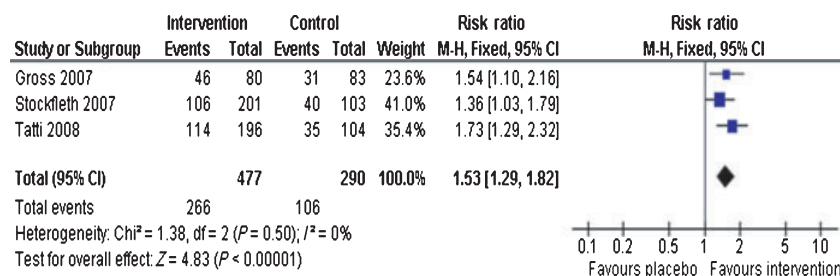 Intervention Control Risk ratio Risk ratio
Study or Subgroup Events Total Events Total Weight M-H, Fixed, 95% CI M-H, Fixed, 95% CI
Gross 2007 46 80 31 83 23.6% 1.54 [1.10, 2.16]
Stockfleth 2007 106 201 40 103 41.0% 1.36 [1.03, 1.79]
Tatti 2008 114 196 35 104 35.4% 1.73 [1.29, 2.32]
Total (95% CI) 477 290 100.0% 1.53 [1.29, 1.82]
Total events 266 106
Heterogeneity: Chi² = 1.38, df = 2 (P = 0.50); I² = 0%
Test for overall effect: Z = 4.83 (P < 0.00001)
0.1 0.2 0.5 1 2 5 10
Favours placebo Favours intervention